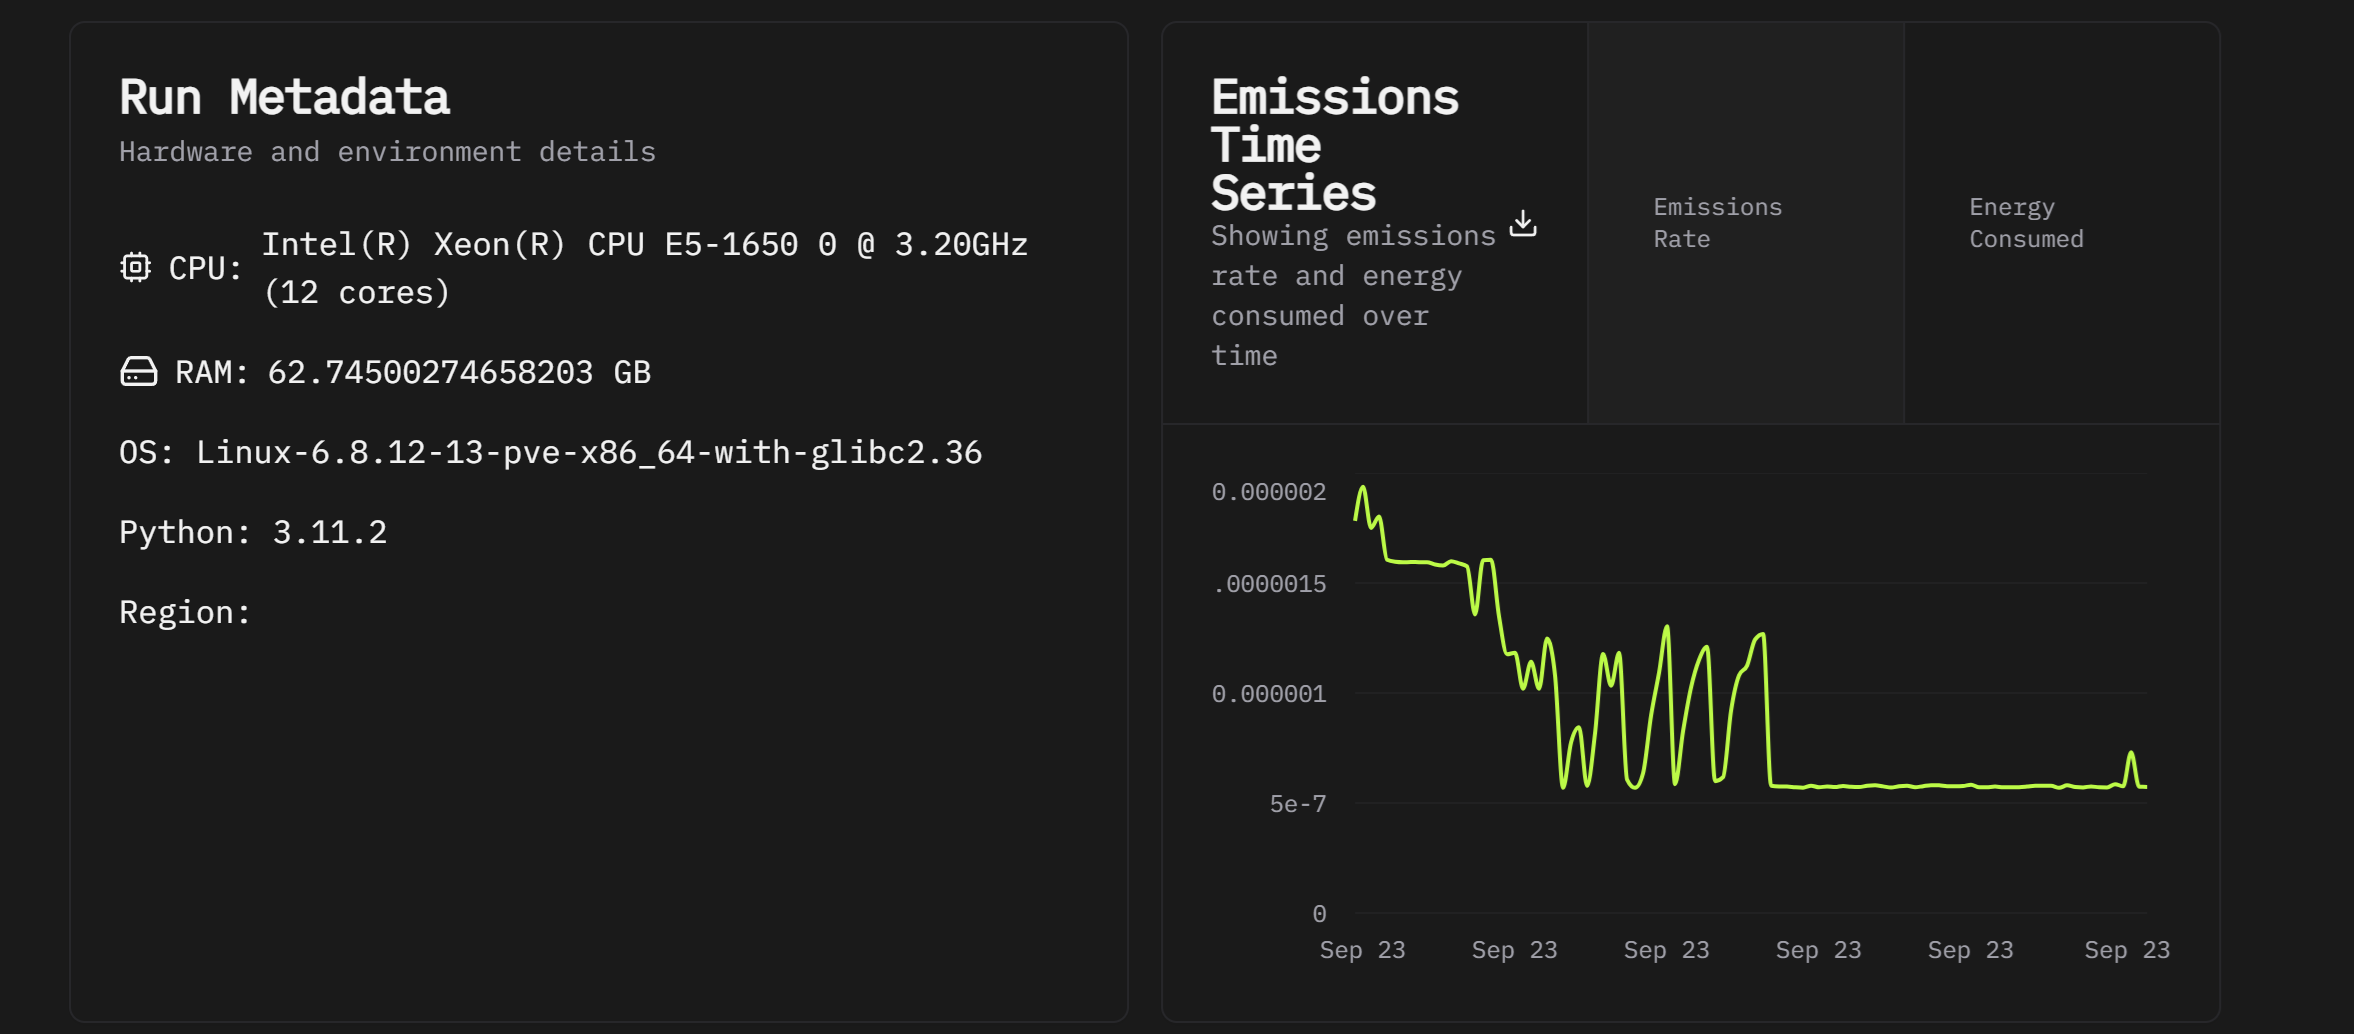 Run Metadata
Hardware and environment details
CPU: Intel(R) Xeon(R) CPU E5-1650 0 @ 3.20GHz
(12 cores)
RAM: 62.74500274658203 GB
OS: Linux-6.8.12-13-pve-x86_64-with-glibc2.36
Python: 3.11.2
Region:
Emissions
Time
Series
Showing emissions
rate and energy
consumed over
time
Emissions
Rate
Energy
Consumed
0.000002
.0000015
0.000001
5e-7
0
Sep 23 Sep 23 Sep 23 Sep 23 Sep 23 Sep 23